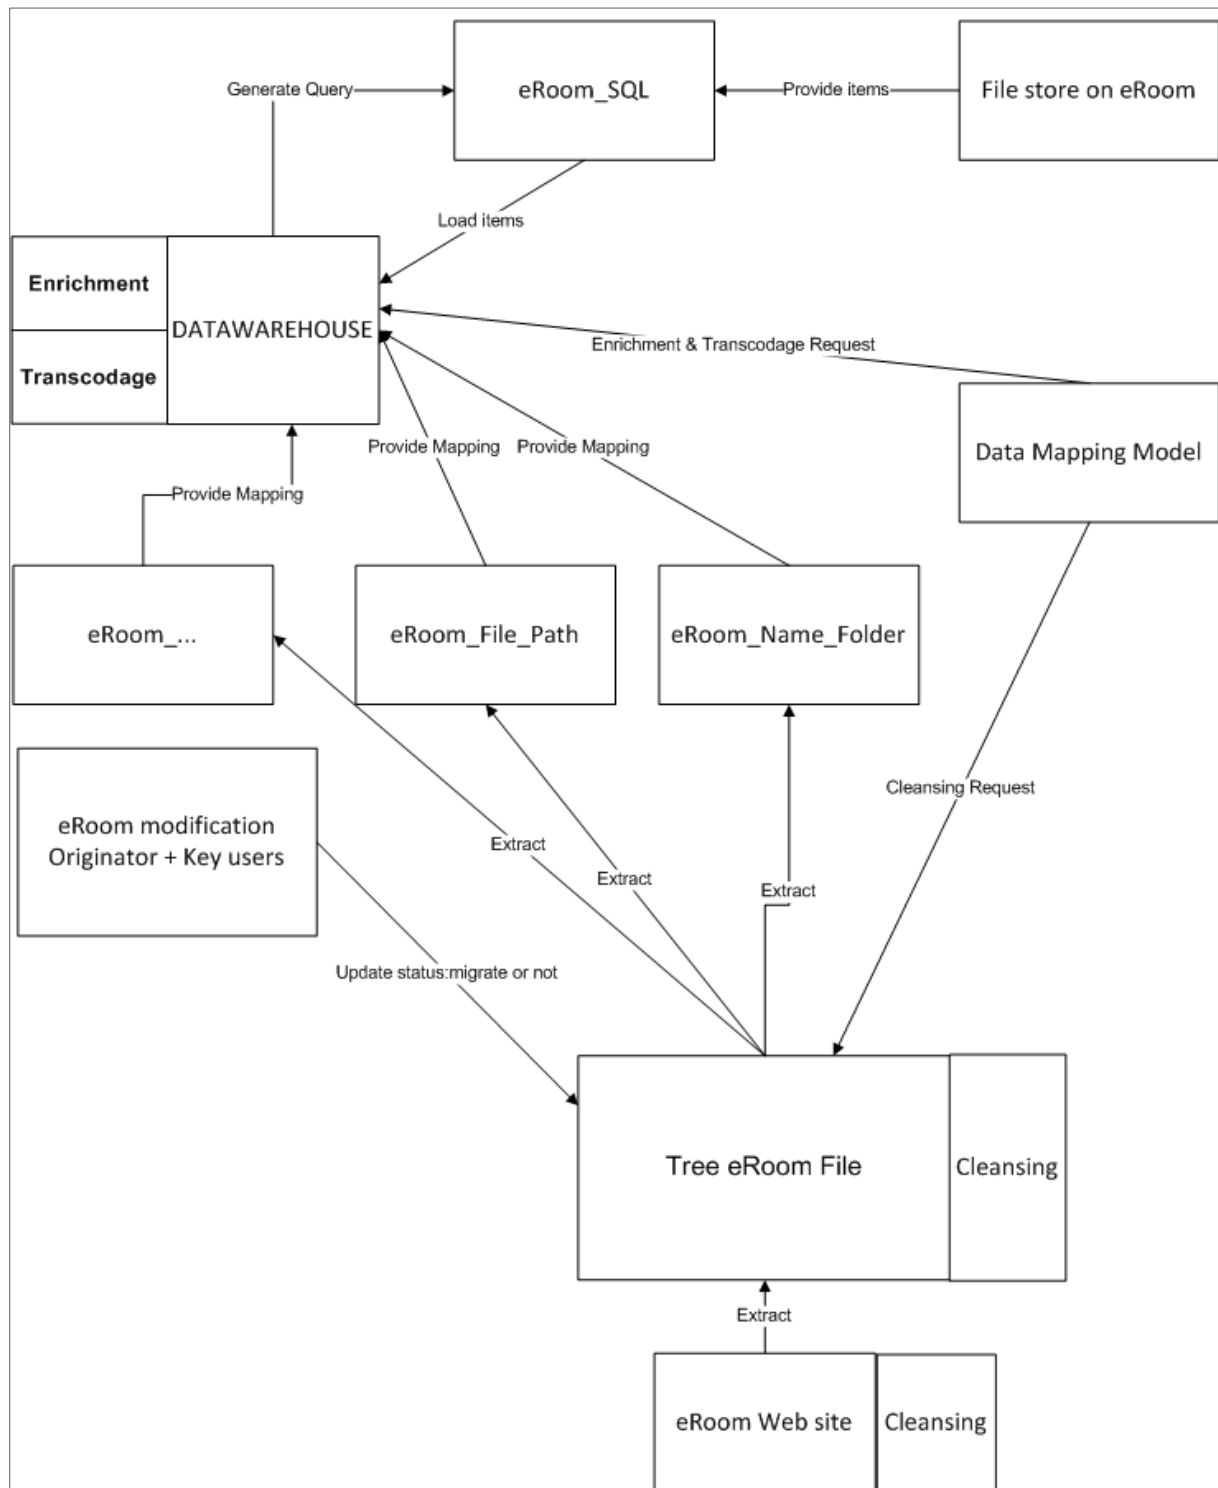 Generate Query
eRoom_SQL
Provide items
File store on eRoom
Load items
Enrichment
DATAWAREHOUSE
Transcodage
Enrichment & Transcodage Request
Provide Mapping
Provide Mapping
Data Mapping Model
Provide Mapping
eRoom_...
eRoom_File_Path
eRoom_Name_Folder
eRoom modification
Originator + Key users
Cleansing Request
Extract
Extract
Extract
Update status:migrate or not
Tree eRoom File
Cleansing
Extract
eRoom Web site
Cleansing